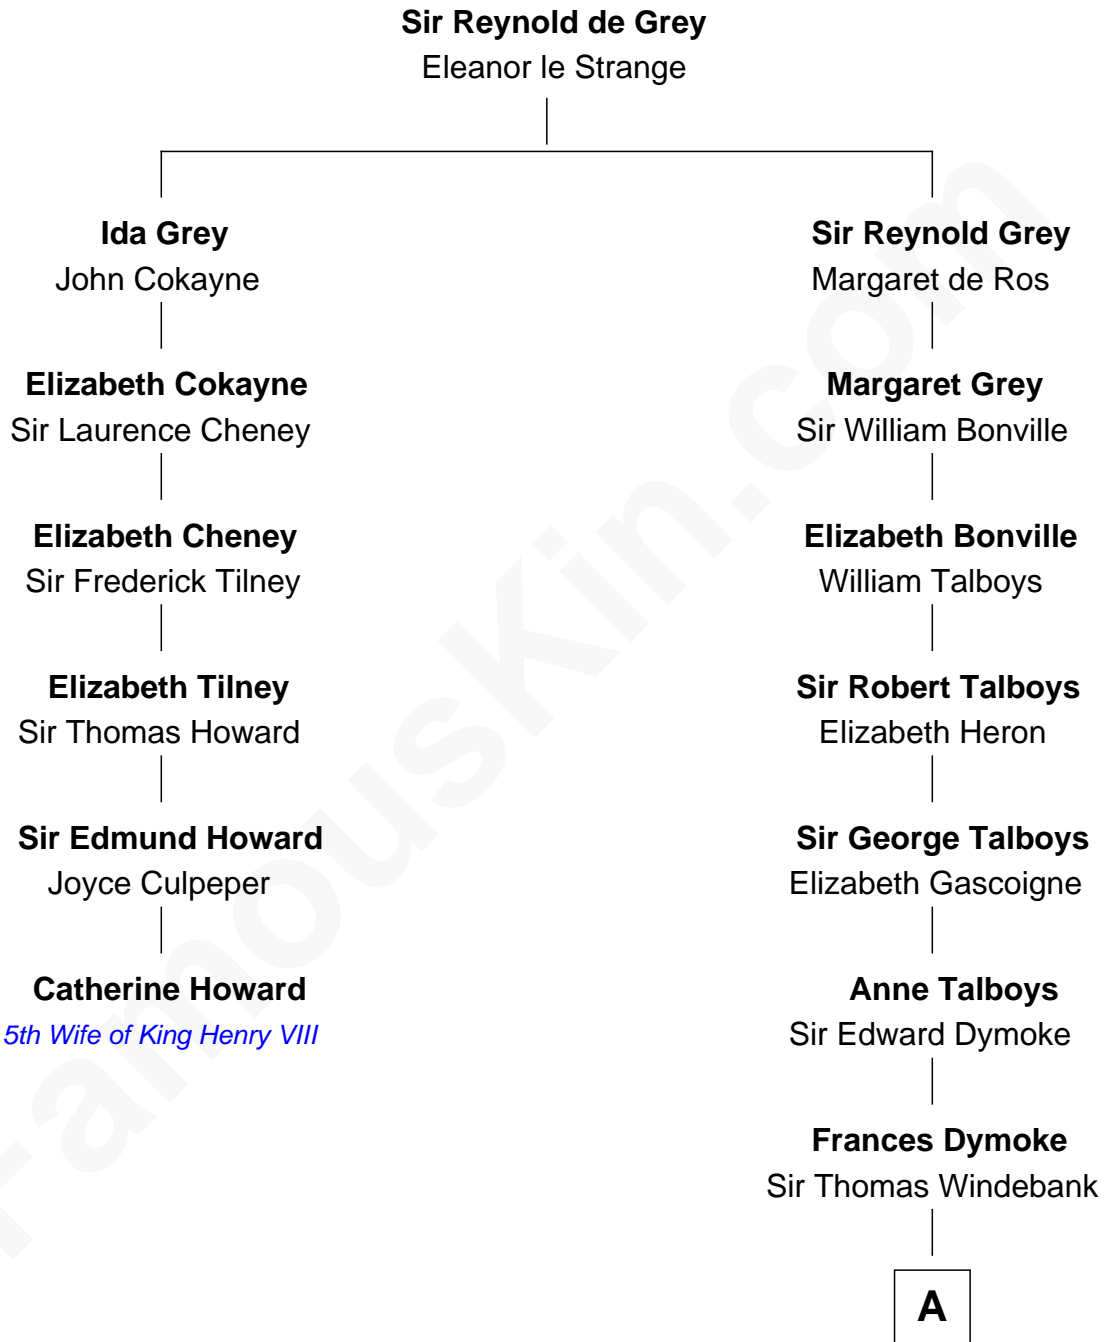 Sir Reynold de Grey
Eleanor le Strange
Ida Grey
John Cokayne
Elizabeth Cokayne
Sir Laurence Cheney
Elizabeth Cheney
Sir Frederick Tilney
Elizabeth Tilney
Sir Thomas Howard
Sir Edmund Howard
Joyce Culpeper
Catherine Howard
5th Wife of King Henry VIII
Sir Reynold Grey
Margaret de Ros
Margaret Grey
Sir William Bonville
Elizabeth Bonville
William Talboys
Sir Robert Talboys
Elizabeth Heron
Sir George Talboys
Elizabeth Gascoigne
Anne Talboys
Sir Edward Dymoke
Frances Dymoke
Sir Thomas Windebank
A
FamousKin.com